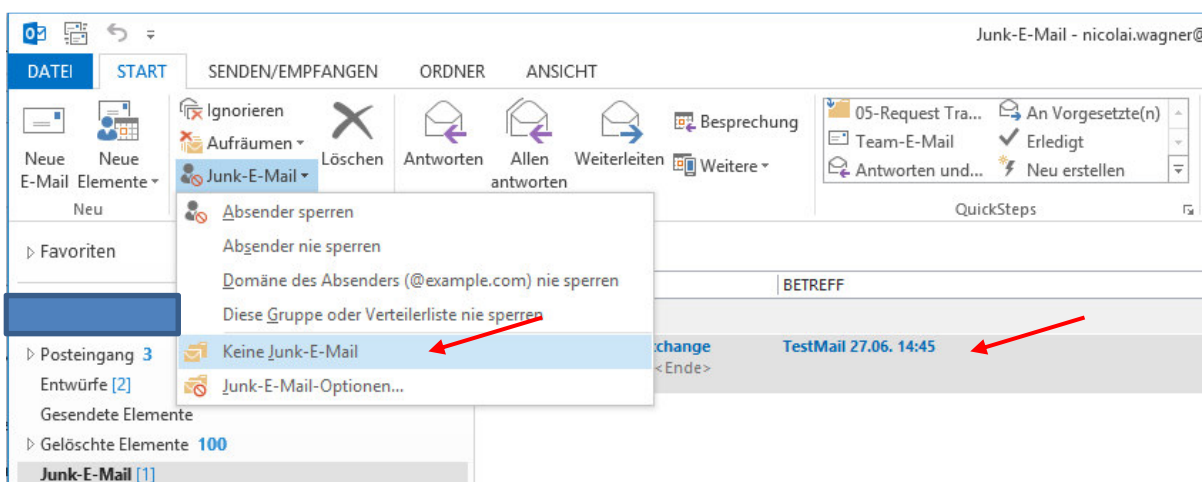 Junk-E-Mail - nicolai.wagner@
DATEI START SENDEN/EMPFANGEN ORDNER ANSICHT
Neue E-Mail
Neue Elemente
Ignorieren
Aufräumen
Junk-E-Mail
Löschen
Antworten
Allen antworten
Weiterleiten
Besprechung
Weitere
05-Request Tra...
Team-E-Mail
Antworten und...
An Vorgesetzte(n)
Erledigt
Neu erstellen
Neu
QuickSteps
Absender sperren
Absender nie sperren
Domäne des Absenders (@example.com) nie sperren
Diese Gruppe oder Verteilerliste nie sperren
Keine Junk-E-Mail
Junk-E-Mail-Optionen...
Favoriten
Posteingang 3
Entwürfe [2]
Gesendete Elemente
Gelöschte Elemente 100
Junk-E-Mail [1]
BETREFF
change TestMail 27.06. 14:45
<Ende>